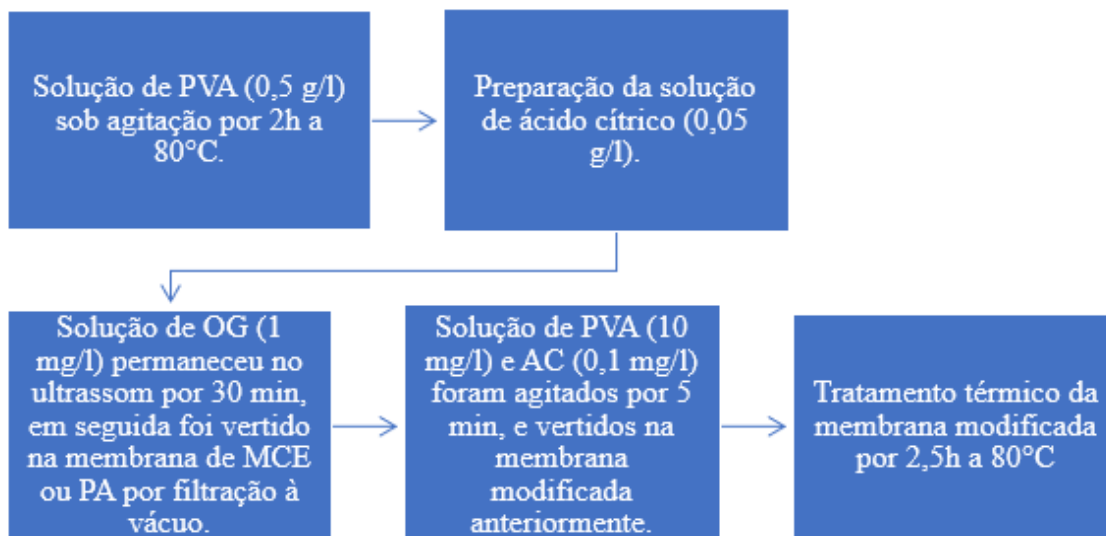 Solução de PVA (0,5 g/l)
sob agitação por 2h a
80°C.
Preparação da solução
de ácido cítrico (0,05
g/l).
Solução de OG (1
mg/l) permaneceu no
ultrassom por 30 min,
em seguida foi vertido
na membrana de MCE
ou PA por filtração à
vácuo.
Solução de PVA (10
mg/l) e AC (0,1 mg/l)
foram agitados por 5
min, e vertidos na
membrana
modificada
anteriormente.
Tratamento térmico da
membrana modificada
por 2,5h a 80°C